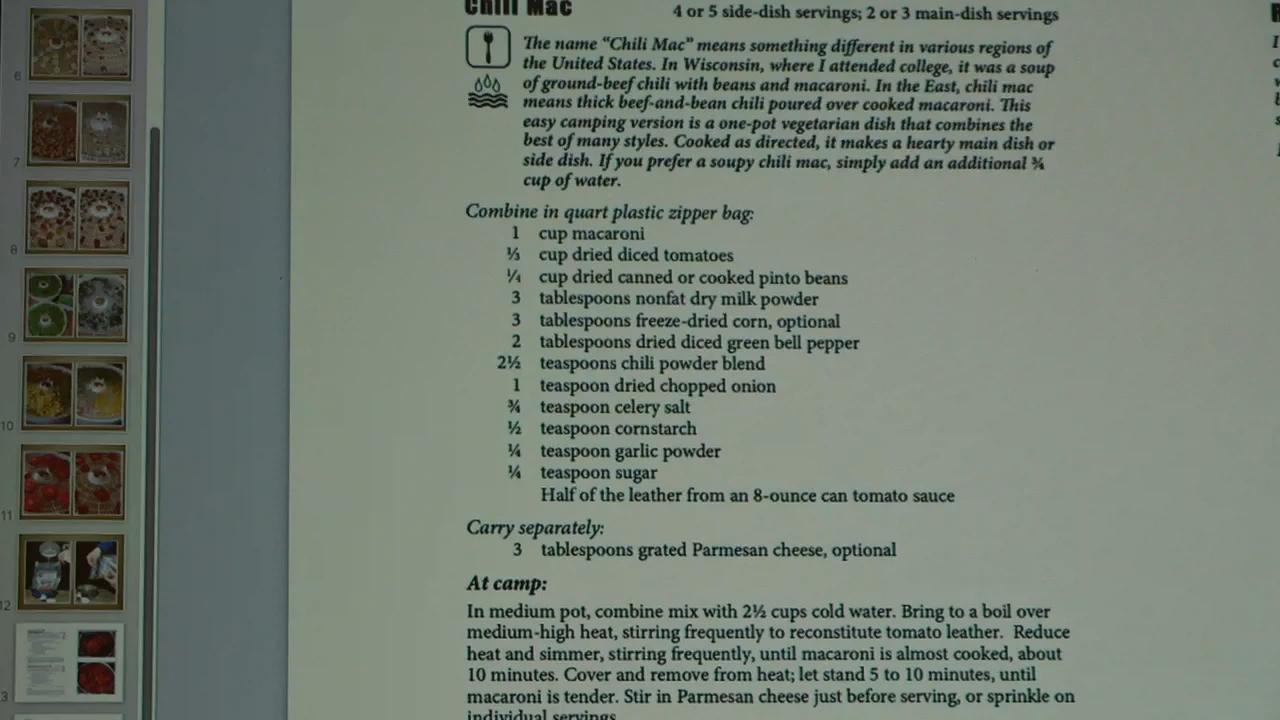 Chili Mac
4 or 5 side-dish servings; 2 or 3 main-dish servings
The name “Chili Mac” means something different in various regions of
the United States. In Wisconsin, where I attended college, it was a soup
of ground-beef chili with beans and macaroni. In the East, chili mac
means thick beef-and-bean chili poured over cooked macaroni. This
easy camping version is a one-pot vegetarian dish that combines the
best of many styles. Cooked as directed, it makes a hearty main dish or
side dish. If you prefer a soupy chili mac, simply add an additional ¾
cup of water.
Combine in quart plastic zipper bag:
1 cup macaroni
⅓ cup dried diced tomatoes
¼ cup dried canned or cooked pinto beans
3 tablespoons nonfat dry milk powder
3 tablespoons freeze-dried corn, optional
2 tablespoons dried diced green bell pepper
2½ teaspoons chili powder blend
1 teaspoon dried chopped onion
¾ teaspoon celery salt
½ teaspoon cornstarch
¼ teaspoon garlic powder
¼ teaspoon sugar
Half of the leather from an 8-ounce can tomato sauce
Carry separately:
3 tablespoons grated Parmesan cheese, optional
At camp:
In medium pot, combine mix with 2½ cups cold water. Bring to a boil over
medium-high heat, stirring frequently to reconstitute tomato leather. Reduce
heat and simmer, stirring frequently, until macaroni is almost cooked, about
10 minutes. Cover and remove from heat; let stand 5 to 10 minutes, until
macaroni is tender. Stir in Parmesan cheese just before serving, or sprinkle on
individual servings
6
7
8
9
10
11
12
3